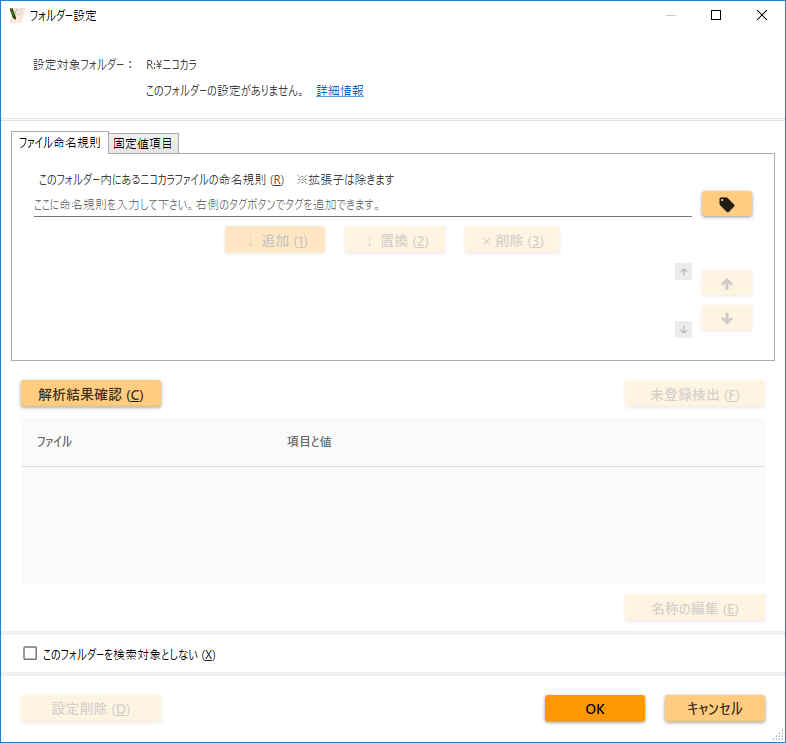 フォルダー設定
設定対象フォルダー： R:¥ニコカラ
このフォルダーの設定がありません。 詳細情報
ファイル命名規則 固定値項目
このフォルダー内にあるニコカラファイルの命名規則 (R) ※拡張子は除きます
ここに命名規則を入力して下さい。右側のタグボタンでタグを追加できます。
↓ 追加 (1) ↓ 置換 (2) × 削除 (3)
解析結果確認 (C) 未登録検出 (F)
ファイル 項目と値
名称の編集 (E)
このフォルダーを検索対象としない (X)
設定削除 (D) OK キャンセル